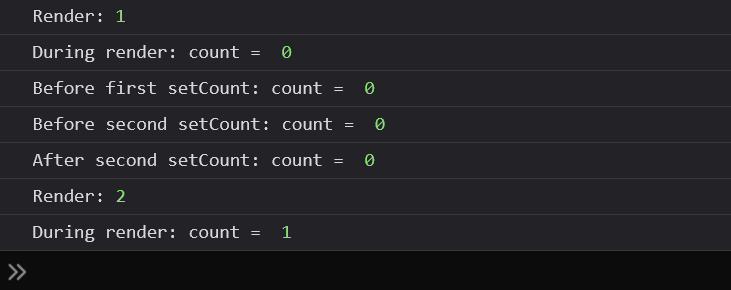 Render: 1
During render: count =  0
Before first setCount: count =  0
Before second setCount: count =  0
After second setCount: count =  0
Render: 2
During render: count =  1